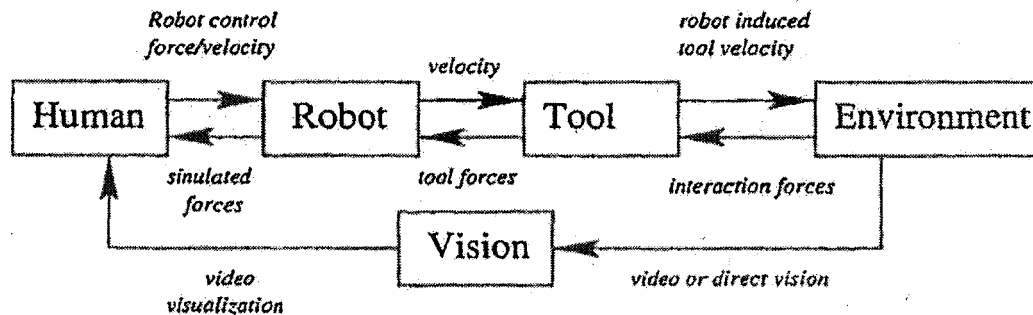 Robot control
force/velocity
robot induced
tool velocity
velocity
Human
Robot
Tool
Environment
sinulated
forces
tool forces
interaction forces
Vision
video
visualization
video or direct vision